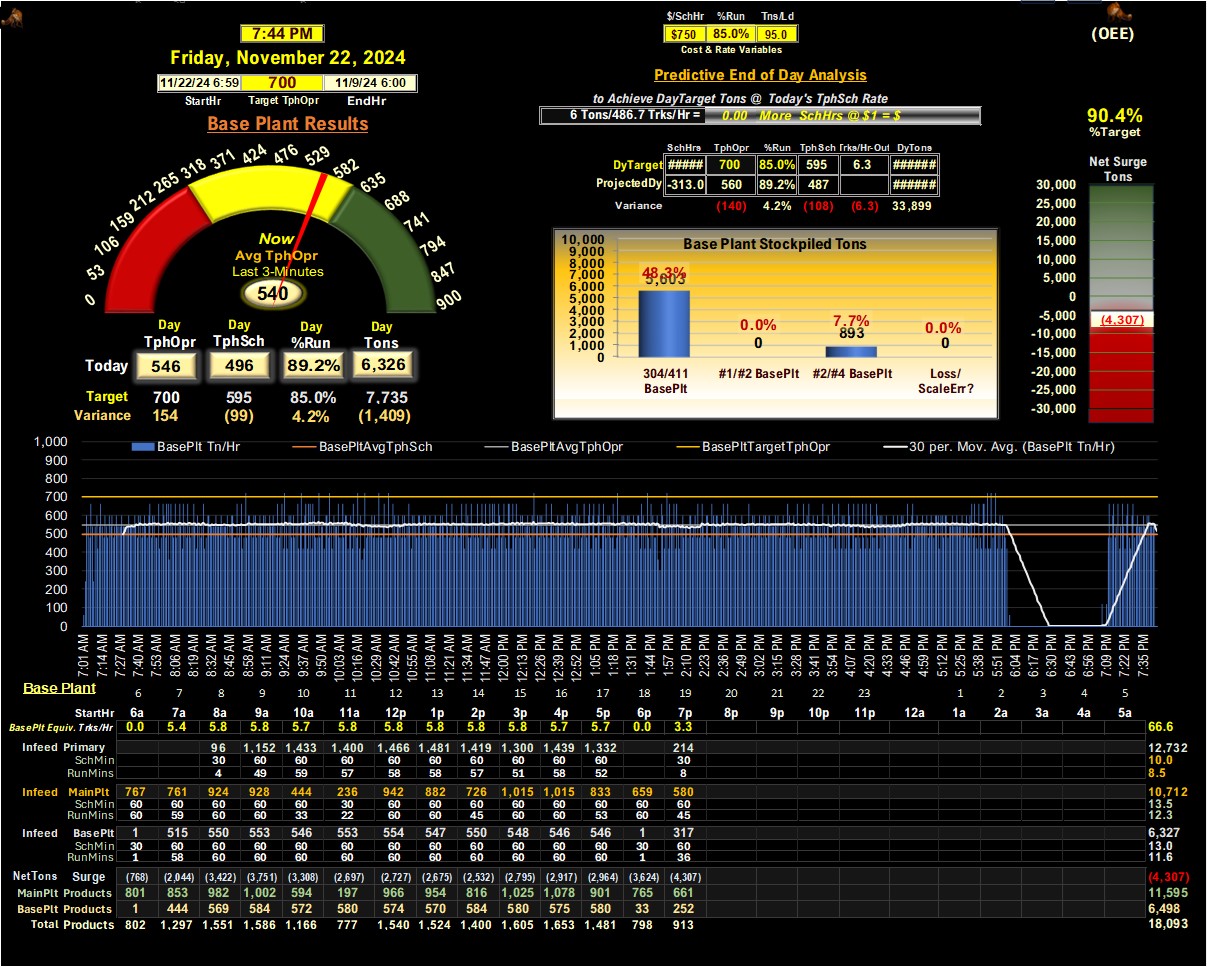 7:44 PM
Friday, November 22, 2024
11/22/24 6:59 700 11/9/24 6:00
StartHr Target TphOpr EndHr
Base Plant Results
0 53 106 159 212 265 318 371 424 476 529 582 635 688 741 794 847 900
Now
Avg TphOpr
Last 3-Minutes
540
Day Day Day Day
TphOpr TphSch %Run Tons
Today 546 496 89.2% 6,326
Target 700 595 85.0% 7,735
Variance 154 (99) 4.2% (1,409)
$/SchHr %Run Tns/Ld
$750 85.0% 95.0
Cost & Rate Variables
Predictive End of Day Analysis
to Achieve DayTarget Tons @ Today's TphSch Rate
6 Tons/486.7 Trks/Hr = 0.00 More SchHrs @ $1 = $
SchHrs TphOpr %Run TphSch Trks/Hr-Out DyTons
DyTarget ##### 700 85.0% 595 6.3 ######
ProjectedDy -313.0 560 89.2% 487 ######
Variance (140) 4.2% (108) (6.3) 33,899
Base Plant Stockpiled Tons
10,000
9,000
8,000
7,000
6,000
5,000
4,000
3,000
2,000
1,000
0
48.3%
0.0% 7.7% 0.0%
0 893 0
304/411 BasePlt
#1/#2 BasePlt
#2/#4 BasePlt
Loss/ ScaleErr?
(OEE)
90.4%
%Target
Net Surge
Tons
30,000
25,000
20,000
15,000
10,000
5,000
0
-5,000
-10,000
-15,000
-20,000
-25,000
-30,000
(4,307)
BasePlt Tn/Hr BasePltAvgTphSch BasePltAvgTphOpr BasePltTargetTphOpr 30 per. Mov. Avg. (BasePlt Tn/Hr)
1,000
900
800
700
600
500
400
300
200
100
0
7:01 AM 7:14 AM 7:27 AM 7:40 AM 7:53 AM 8:06 AM 8:19 AM 8:32 AM 8:45 AM 8:58 AM 9:11 AM 9:24 AM 9:37 AM 9:50 AM 10:03 AM 10:16 AM 10:29 AM 10:42 AM 10:55 AM 11:08 AM 11:21 AM 11:34 AM 11:47 AM 12:00 PM 12:13 PM 12:26 PM 12:39 PM 12:52 PM 1:05 PM 1:18 PM 1:31 PM 1:44 PM 1:57 PM 2:10 PM 2:23 PM 2:36 PM 2:49 PM 3:02 PM 3:15 PM 3:28 PM 3:41 PM 3:54 PM 4:07 PM 4:20 PM 4:33 PM 4:46 PM 4:59 PM 5:12 PM 5:25 PM 5:38 PM 5:51 PM 6:04 PM 6:17 PM 6:30 PM 6:43 PM 6:56 PM 7:09 PM 7:22 PM 7:35 PM
Base Plant 6 7 8 9 10 11 12 13 14 15 16 17 18 19 20 21 22 23 1 2 3 4 5
StartHr 6a 7a 8a 9a 10a 11a 12p 1p 2p 3p 4p 5p 6p 7p 8p 9p 10p 11p 12a 1a 2a 3a 4a 5a
BasePlt Equiv. Trks/Hr 0.0 5.4 5.8 5.8 5.7 5.8 5.8 5.8 5.8 5.8 5.7 5.7 0.0 3.3 66.6
Infeed Primary 96 1,152 1,433 1,400 1,466 1,481 1,419 1,300 1,439 1,332 214 12,732
SchMin 30 60 60 60 60 60 60 60 60 60 30 10.0
RunMins 4 49 59 57 58 58 57 51 58 52 8 8.5
Infeed MainPlt 767 761 924 928 444 236 942 882 726 1,015 1,015 833 659 580 10,712
SchMin 60 60 60 60 60 30 60 60 60 60 60 60 60 60 13.5
RunMins 60 59 60 60 33 22 60 60 45 60 60 53 60 45 12.3
Infeed BasePlt 1 515 550 553 546 553 554 547 550 548 546 546 1 317 6,327
SchMin 30 60 60 60 60 60 60 60 60 60 60 60 30 60 13.0
RunMins 1 58 60 60 60 60 60 60 60 60 60 60 1 36 11.6
NetTons Surge (768) (2,044) (3,422) (3,751) (3,308) (2,697) (2,727) (2,675) (2,532) (2,795) (2,917) (2,964) (3,624) (4,307) (4,307)
MainPlt Products 801 853 982 1,002 594 197 966 954 816 1,025 1,078 901 765 661 11,595
BasePlt Products 1 444 569 584 572 580 574 570 584 580 575 580 33 252 6,498
Total Products 802 1,297 1,551 1,586 1,166 777 1,540 1,524 1,400 1,605 1,653 1,481 798 913 18,093